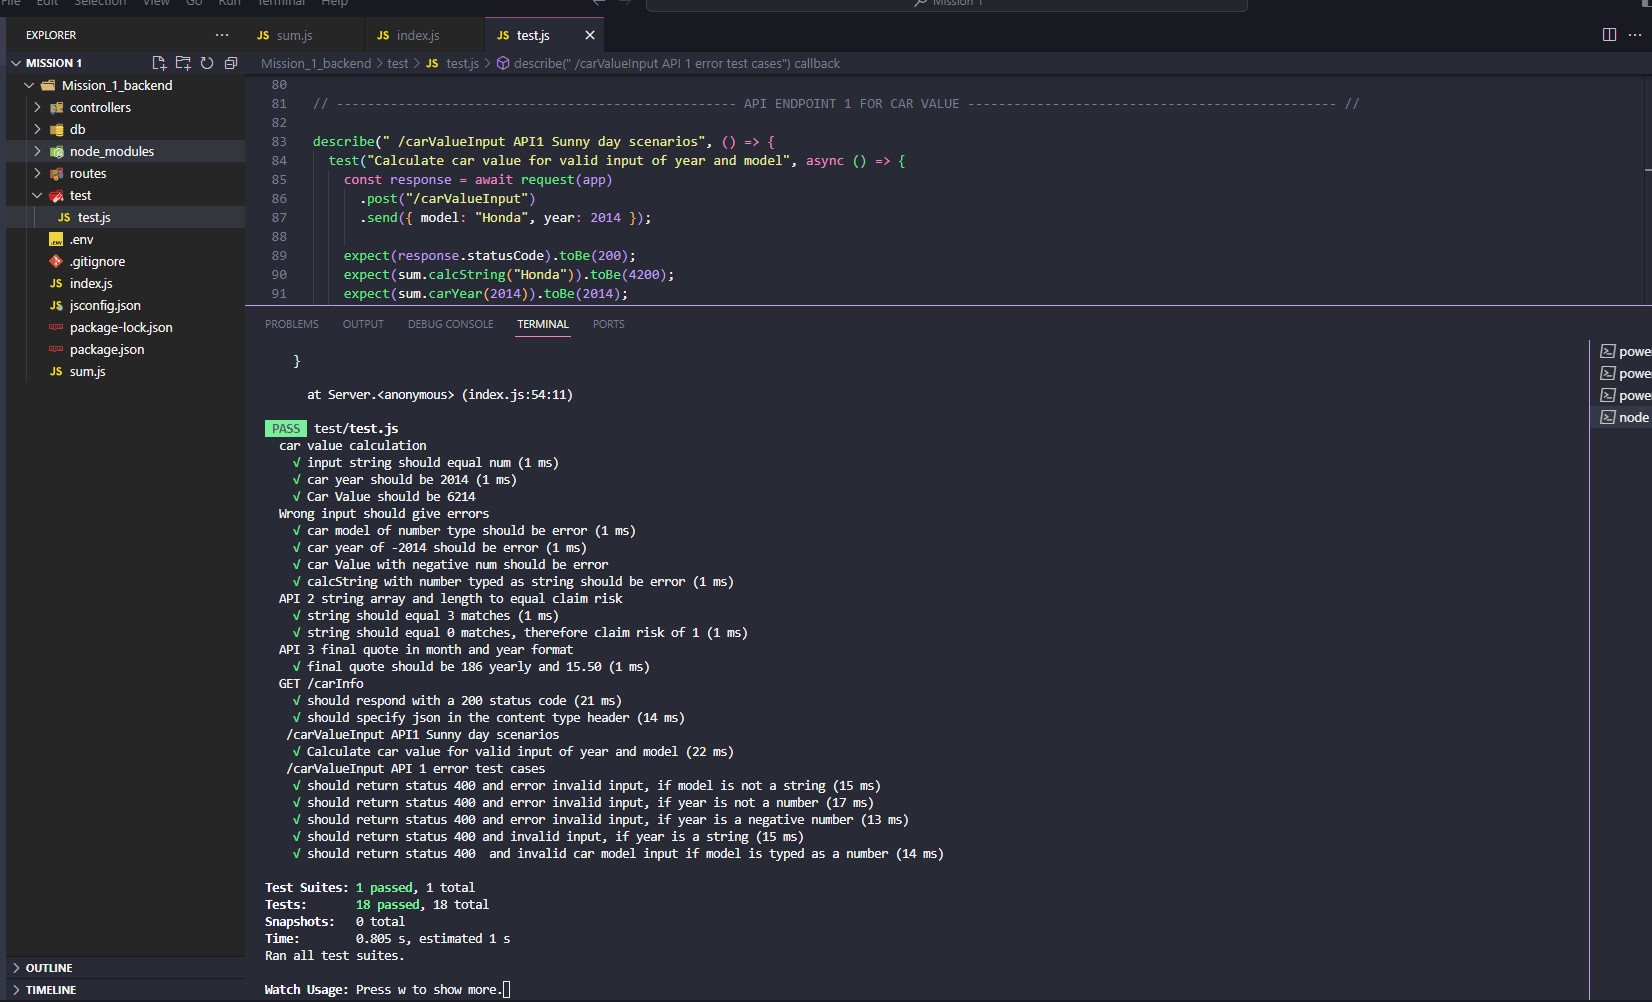 File Edit Selection View Go Run Terminal Help
Mission 1
EXPLORER
sum.js
index.js
test.js
MISSION 1
Mission_1_backend > test > test.js > describe(" /carValueInput API 1 error test cases") callback
Mission_1_backend
controllers
db
node_modules
routes
test
test.js
.env
.gitignore
index.js
jsconfig.json
package-lock.json
package.json
sum.js
OUTLINE
TIMELINE
80
81 // --------------------------------------------------- API ENDPOINT 1 FOR CAR VALUE ----------------------------------------------- //
82
83 describe(" /carValueInput API1 Sunny day scenarios", () => {
84 test("Calculate car value for valid input of year and model", async () => {
85 const response = await request(app)
86 .post("/carValueInput")
87 .send({ model: "Honda", year: 2014 });
88
89 expect(response.statusCode).toBe(200);
90 expect(sum.calcString("Honda")).toBe(4200);
91 expect(sum.carYear(2014)).toBe(2014);
PROBLEMS OUTPUT DEBUG CONSOLE TERMINAL PORTS
}
at Server.<anonymous> (index.js:54:11)
PASS test/test.js
car value calculation
√ input string should equal num (1 ms)
√ car year should be 2014 (1 ms)
√ Car Value should be 6214
Wrong input should give errors
√ car model of number type should be error (1 ms)
√ car year of -2014 should be error (1 ms)
√ car Value with negative num should be error
√ calcString with number typed as string should be error (1 ms)
API 2 string array and length to equal claim risk
√ string should equal 3 matches (1 ms)
√ string should equal 0 matches, therefore claim risk of 1 (1 ms)
API 3 final quote in month and year format
√ final quote should be 186 yearly and 15.50 (1 ms)
GET /carInfo
√ should respond with a 200 status code (21 ms)
√ should specify json in the content type header (14 ms)
/carValueInput API1 Sunny day scenarios
√ Calculate car value for valid input of year and model (22 ms)
/carValueInput API 1 error test cases
√ should return status 400 and error invalid input, if model is not a string (15 ms)
√ should return status 400 and error invalid input, if year is not a number (17 ms)
√ should return status 400 and error invalid input, if year is a negative number (13 ms)
√ should return status 400 and invalid input, if year is a string (15 ms)
√ should return status 400  and invalid car model input if model is typed as a number (14 ms)
Test Suites: 1 passed, 1 total
Tests: 18 passed, 18 total
Snapshots: 0 total
Time: 0.805 s, estimated 1 s
Ran all test suites.
Watch Usage: Press w to show more.
powe
powe
powe
node